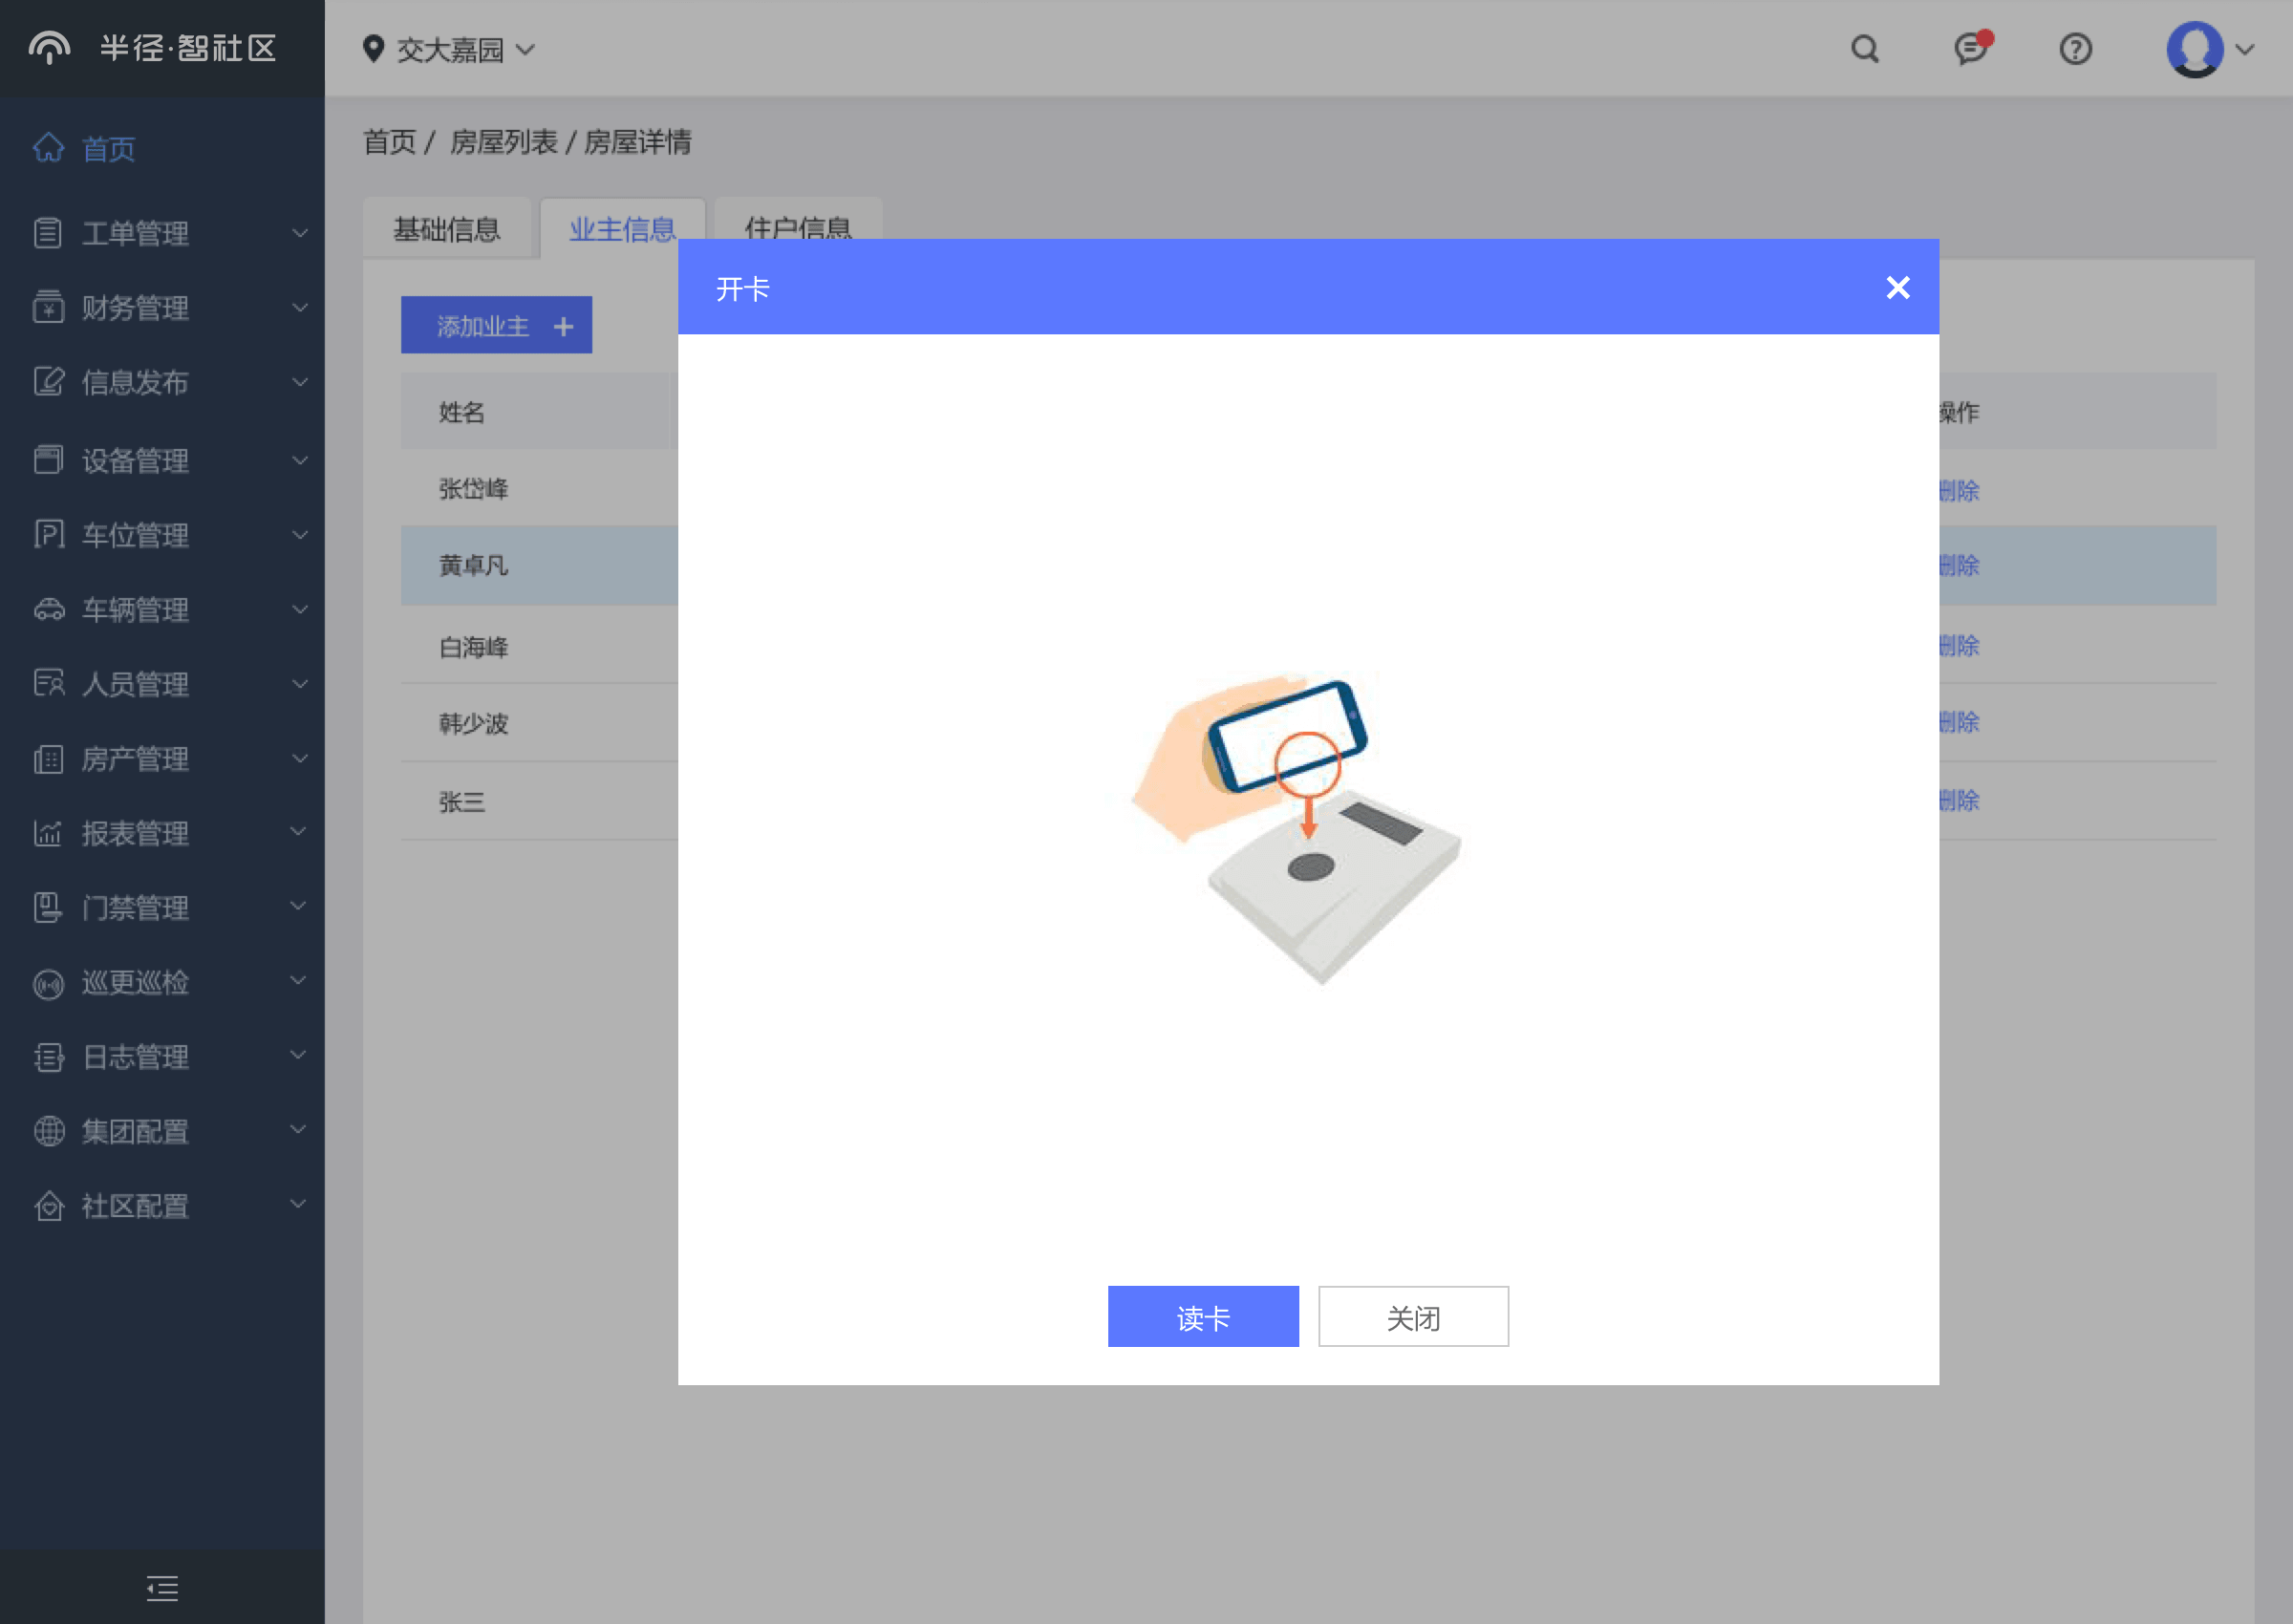 半径·智社区
交大嘉园
首页
工单管理
财务管理
信息发布
设备管理
车位管理
车辆管理
人员管理
房产管理
报表管理
门禁管理
巡更巡检
日志管理
集团配置
社区配置
首页 / 房屋列表 / 房屋详情
基础信息 业主信息 住户信息
添加业主 +
开卡
姓名 操作
张岱峰 删除
黄卓凡 删除
白海峰 删除
韩少波 删除
张三 删除
读卡 关闭